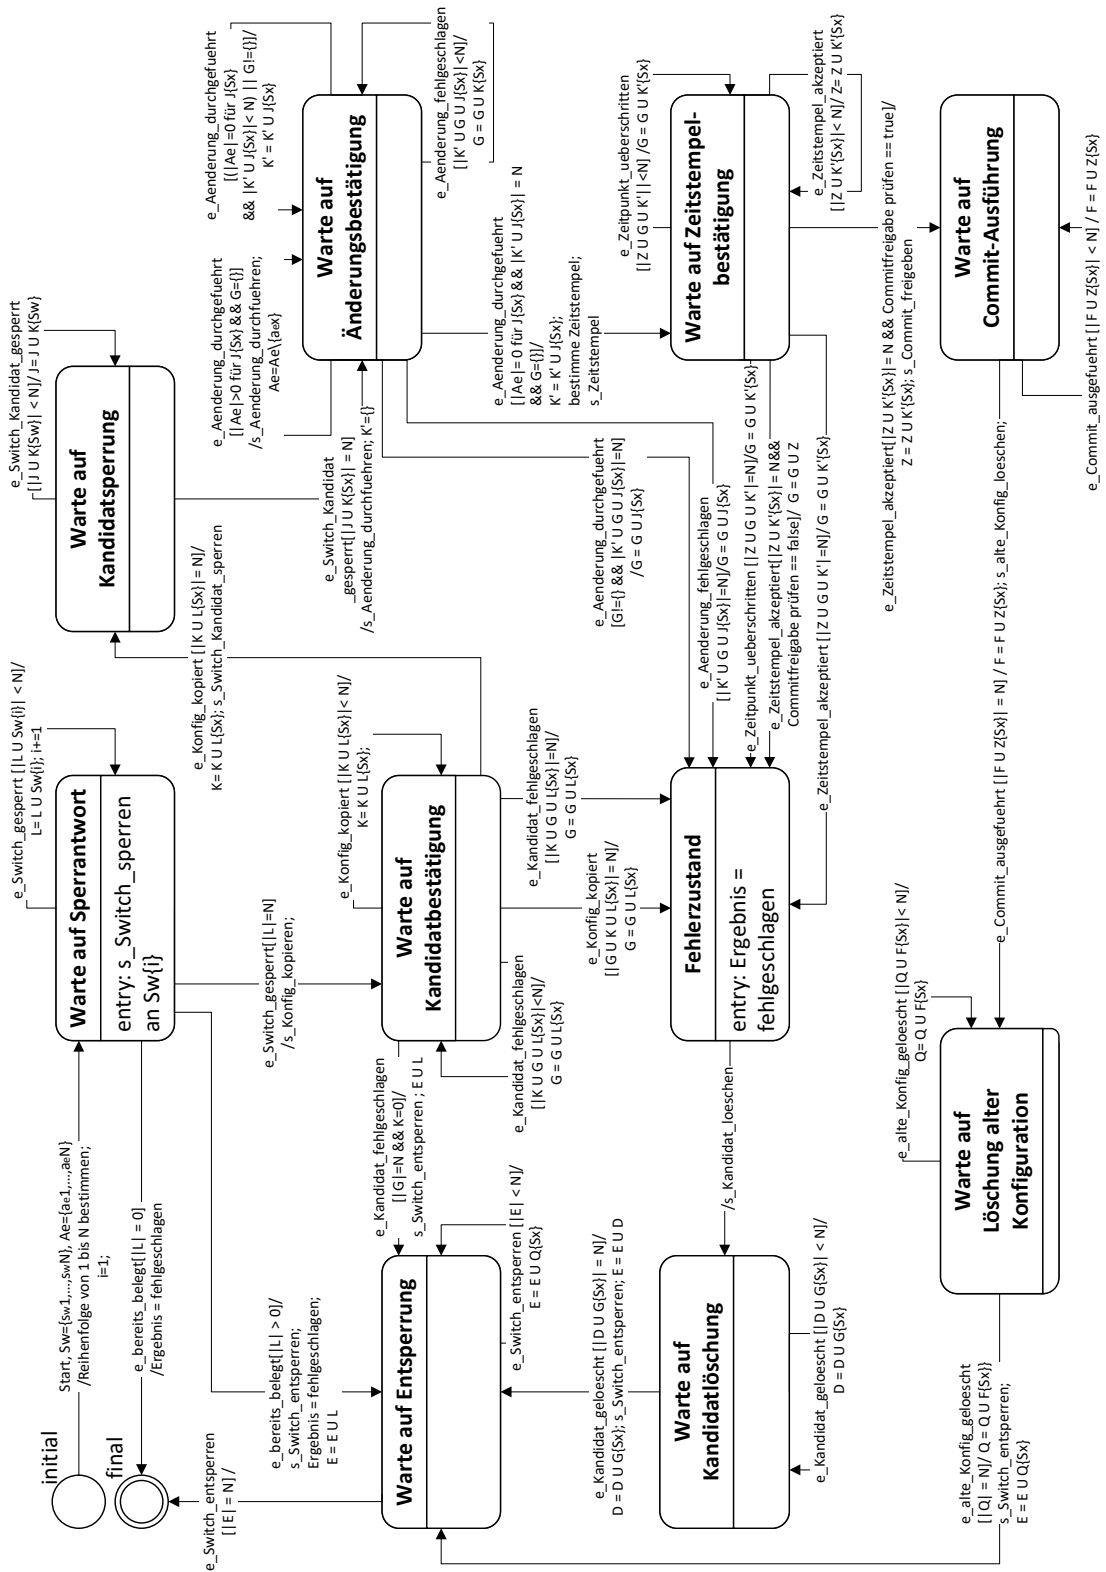 initial
Start, Sw={sw1,...,swN}, Ae={ae1,...,aeN}
/Reihenfolge von 1 bis N bestimmen;
i=1;
final
e_bereits_belegt[|L| = 0]
/Ergebnis = fehlgeschlagen
e_Switch_entsperren
[|E| = N] /
Warte auf Sperrantwort
entry: s_Switch_sperren
an Sw{i}
e_Switch_gesperrt [|L U Sw{i}| < N]/
L= L U Sw{i}; i+=1
e_bereits_belegt[|L| > 0]/
s_Switch_entsperren;
Ergebnis = fehlgeschlagen;
E = E U L
e_Switch_gesperrt[|L|=N]
/s_Konfig_kopieren;
e_Konfig_kopiert [|K U L{Sx}| = N]/
K= K U L{Sx}; s_Switch_Kandidat_sperren
Warte auf
Kandidatsperrung
e_Switch_Kandidat_gesperrt
[|J U K{Sw}| < N]/ J= J U K{Sw}
e_Switch_Kandidat
_gesperrt[|J U K{Sx}| = N]
/s_Aenderung_durchfuehren; K'={}
e_Aenderung_durchgefuehrt
[|Ae|>0 für J{Sx} && G={}]
/s_Aenderung_durchfuehren;
Ae=Ae\{aex}
e_Aenderung_durchgefuehrt
[(|Ae|=0 für J{Sx}
&& |K' U J{Sx}|< N) || G!={}]/
K' = K' U J{Sx}
Warte auf
Änderungsbestätigung
e_Aenderung_fehlgeschlagen
[|K' U G U J{Sx}|<N]/
G = G U K{Sx}
e_Aenderung_durchgefuehrt
[|Ae|= 0 für J{Sx} && |K' U J{Sx}| = N
&& G={}]/
K' = K' U J{Sx};
bestimme Zeitstempel;
s_Zeitstempel
Warte auf Entsperrung
e_Switch_entsperren [|E| < N]/
E = E U Q{Sx}
e_Kandidat_fehlgeschlagen
[|G|=N && K=0]/
s_Switch_entsperren ; E U L
Warte auf
Kandidatbestätigung
e_Konfig_kopiert [|K U L{Sx}|< N]/
K= K U L{Sx};
e_Kandidat_fehlgeschlagen
[|K U G U L{Sx}|<N]/
G = G U L{Sx}
e_Konfig_kopiert
[|G U K U L{Sx}|= N]/
G = G U L{Sx}
e_Kandidat_fehlgeschlagen
[|K U G U L{Sx}|=N]/
G = G U L{Sx}
e_Aenderung_durchgefuehrt
[G!={} && |K' U G U J{Sx}|=N]
/G = G U J{Sx}
e_Aenderung_fehlgeschlagen
[|K' U G U J{Sx}|=N]/G = G U J{Sx}
e_Zeitpunkt_ueberschritten [|Z U G U K'|=N]/G = G U K'{Sx}
e_Zeitstempel_akzeptiert[|Z U K'{Sx}|= N&&
Commitfreigabe prüfen == false]/ G = G U Z
e_Zeitstempel_akzeptiert [|Z U G U K'|=N]/ G = G U K'{Sx}
Fehlerzustand
entry: Ergebnis =
fehlgeschlagen
/s_Kandidat_loeschen
Warte auf Zeitstempel-
bestätigung
e_Zeitpunkt_ueberschritten
[|Z U G U K'||<N] /G = G U K'{Sx}
e_Zeitstempel_akzeptiert
[|Z U K'{Sx}|< N]/ Z= Z U K'{Sx}
e_Zeitstempel_akzeptiert[|Z U K'{Sx}|= N && Commitfreigabe prüfen == true]/
Z = Z U K'{Sx}; s_Commit_freigeben
e_Kandidat_geloescht [|D U G{Sx}| = N]/
D = D U G{Sx}; s_Switch_entsperren; E = E U D
Warte auf
Kandidatlöschung
e_Kandidat_geloescht [|D U G{Sx}| < N]/
D = D U G{Sx}
Warte auf
Commit-Ausführung
e_Commit_ausgefuehrt [|F U Z{Sx}| < N] / F = F U Z{Sx}
e_Commit_ausgefuehrt [|F U Z{Sx}| = N] / F = F U Z{Sx}; s_alte_Konfig_loeschen;
Warte auf
Löschung alter
Konfiguration
e_alte_Konfig_geloescht [|Q U F{Sx}|< N]/
Q= Q U F{Sx}
e_alte_Konfig_geloescht
[|Q| = N]/ Q = Q U F{Sx}}
s_Switch_entsperren;
E = E U Q{Sx}